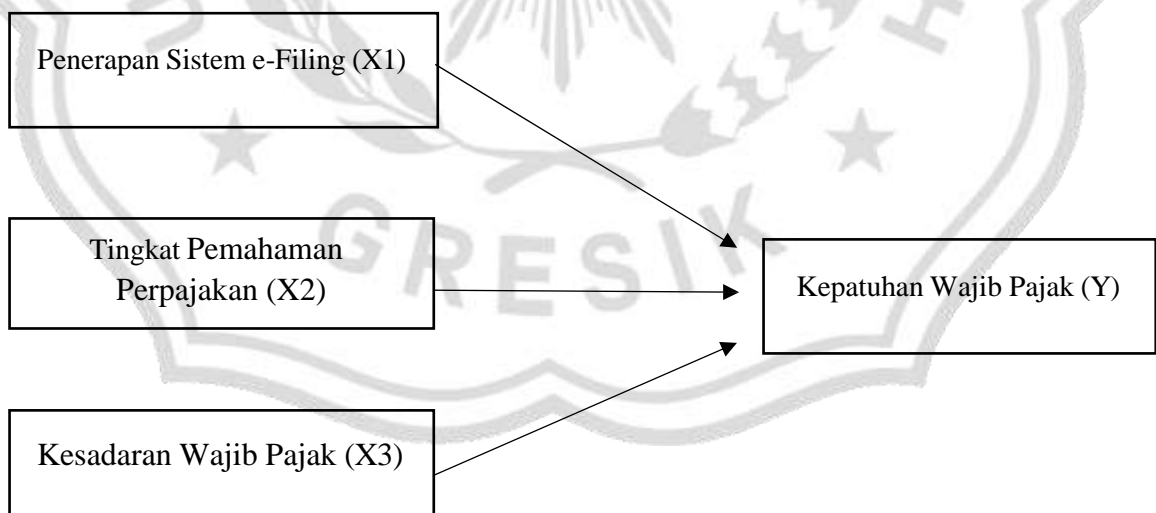 Penerapan Sistem e-Filing (X1)
GRESIK
Tingkat Pemahaman
Perpajakan (X2)
Kepatuhan Wajib Pajak (Y)
Kesadaran Wajib Pajak (X3)